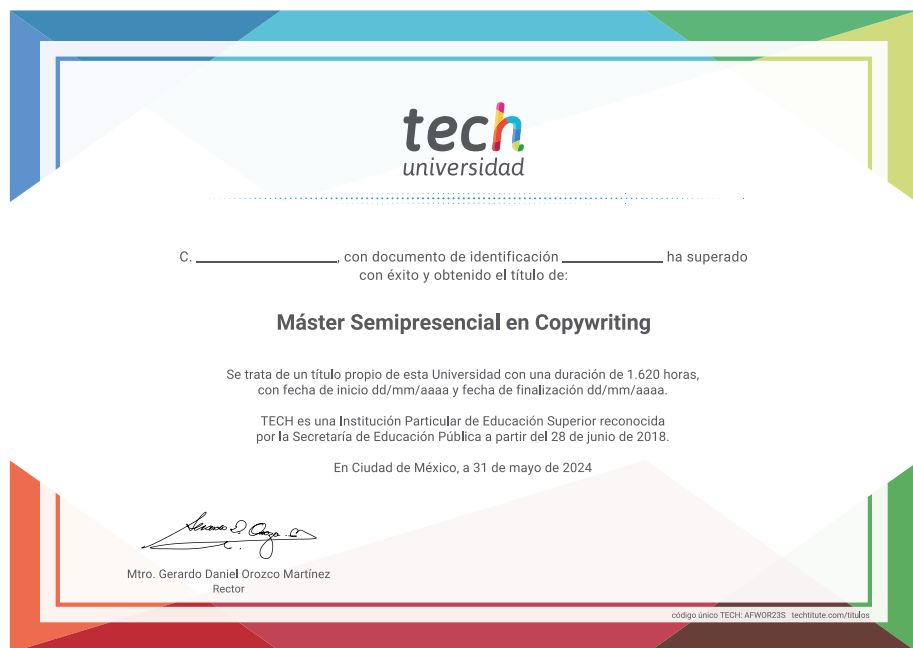 tech
universidad
C. ____________, con documento de identificación ____________ ha superado
con éxito y obtenido el título de:
Máster Semipresencial en Copywriting
Se trata de un título propio de esta Universidad con una duración de 1.620 horas,
con fecha de inicio dd/mm/aaaa y fecha de finalización dd/mm/aaaa.
TECH es una Institución Particular de Educación Superior reconocida
por la Secretaría de Educación Pública a partir del 28 de junio de 2018.
En Ciudad de México, a 31 de mayo de 2024
Mtro. Gerardo Daniel Orozco Martínez
Rector
código único TECH: AFWOR23S techtitute.com/titulos